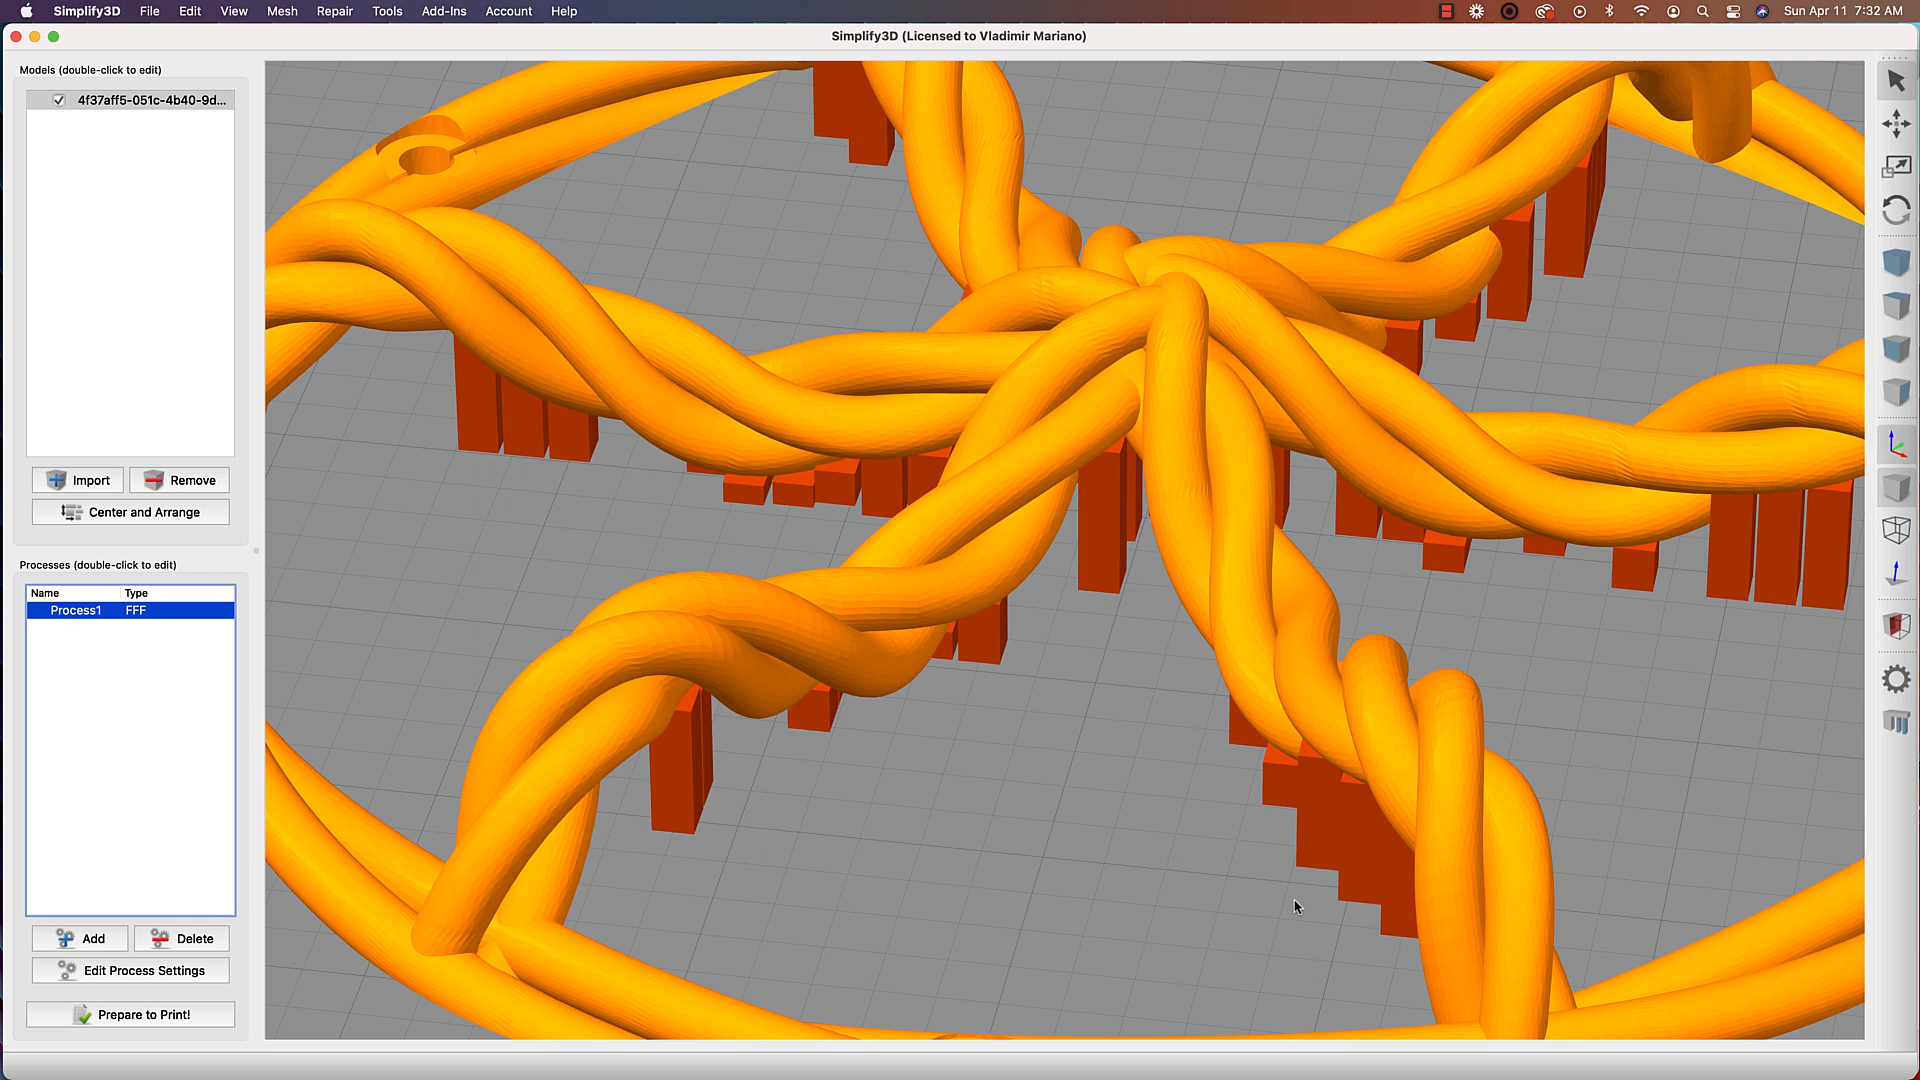 Simplify3D File Edit View Mesh Repair Tools Add-Ins Account Help Sun Apr 11 7:32 AM
Simplify3D (Licensed to Vladimir Mariano)
Models (double-click to edit)
4f37aff5-051c-4b40-9d...
Import Remove
Center and Arrange
Processes (double-click to edit)
Name Type
Process1 FFF
Add Delete
Edit Process Settings
Prepare to Print!